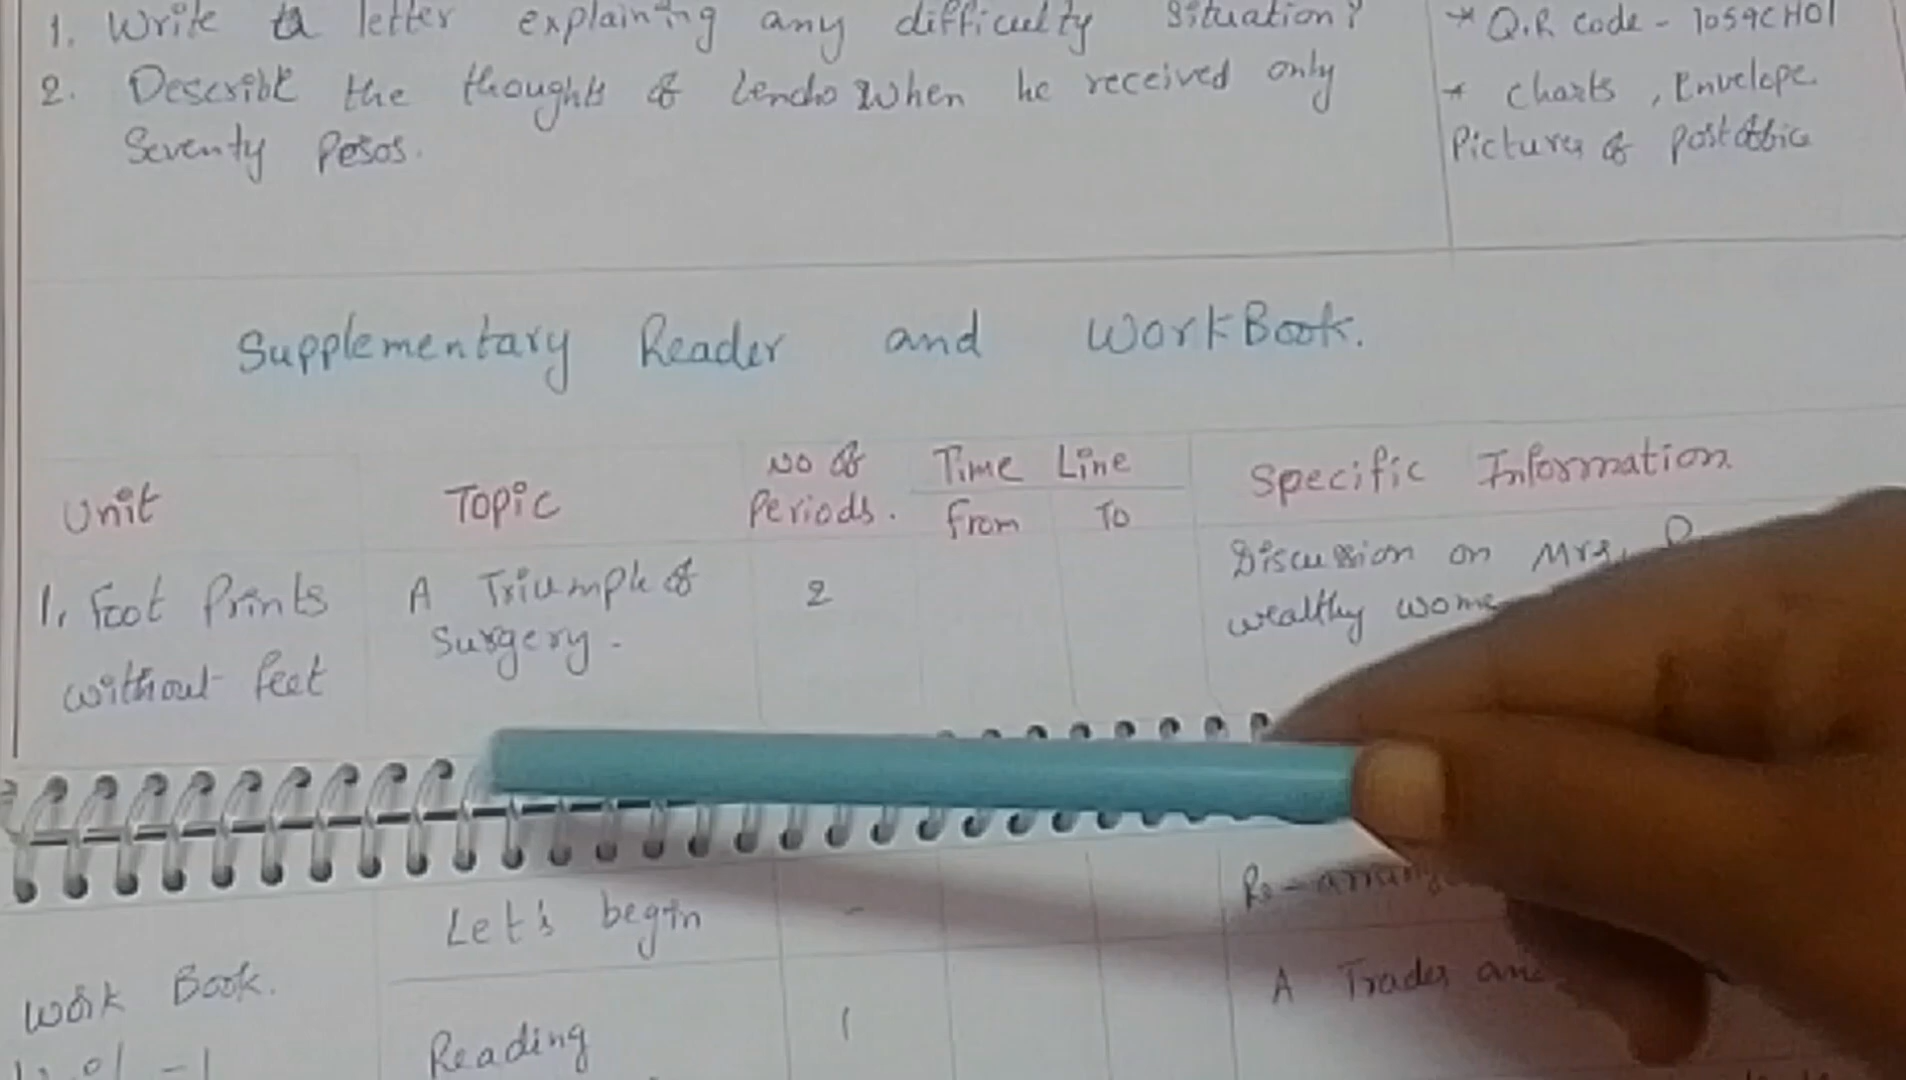 1. Write a letter explaining any difficulty situation?
2. Describe the thoughts of Lencho when he received only
Seventy Pesos.
* Q.R code - 1059CH01
* Charts, Envelope
Pictures of post office
Supplementary Reader and WorkBook.
Unit
Topic
No of
Periods.
Time Line
From To
Specific Information
1. Foot Prints
without feet
A Triumph of
Surgery.
2
Discussion on Mrs.
wealthy
Let's begin
-
Re-arrange
Work Book.
Reading
1
A Trader and